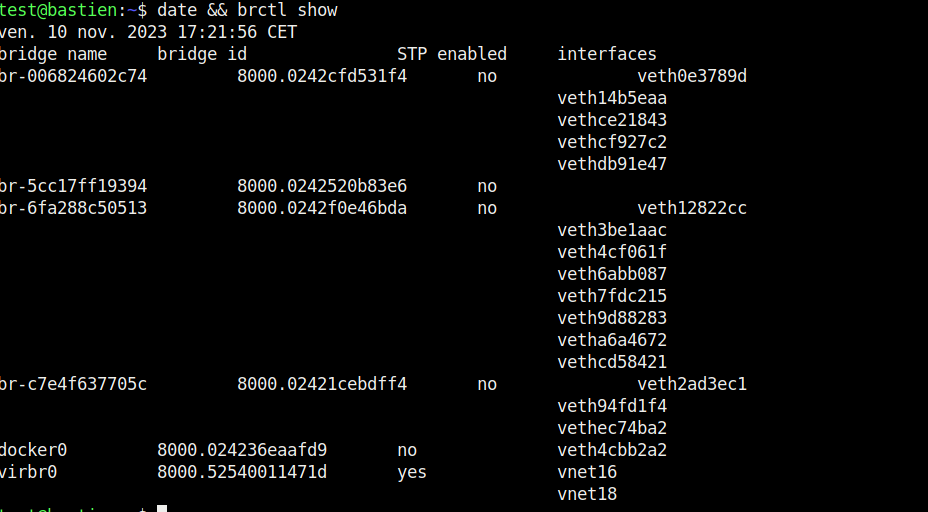 test@bastien:~$ date && brctl show
ven. 10 nov. 2023 17:21:56 CET
bridge name     bridge id               STP enabled     interfaces
br-006824602c74         8000.0242cfd531f4       no              veth0e3789d
veth14b5eaa
vethce21843
vethcf927c2
vethdb91e47
br-5cc17ff19394         8000.0242520b83e6       no
br-6fa288c50513         8000.0242f0e46bda       no              veth12822cc
veth3be1aac
veth4cf061f
veth6abb087
veth7fdc215
veth9d88283
vetha6a4672
vethcd58421
br-c7e4f637705c         8000.02421cebdff4       no              veth2ad3ec1
veth94fd1f4
vethec74ba2
docker0         8000.024236eaafd9       no              veth4cbb2a2
virbr0          8000.52540011471d       yes             vnet16
vnet18
test@bastien:~$